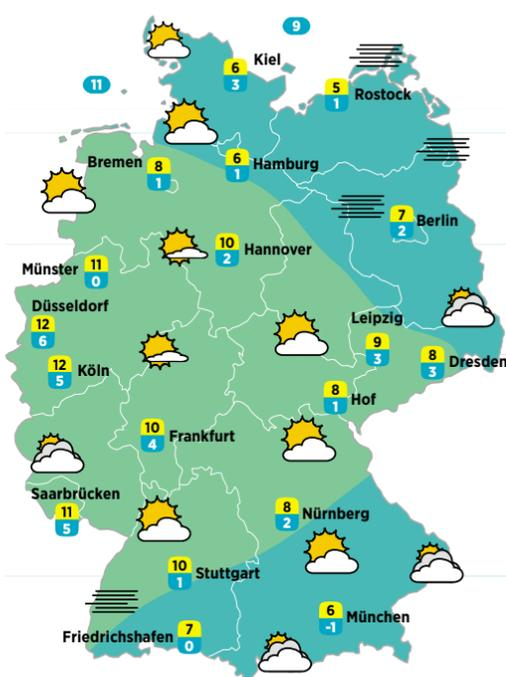 9
Kiel
6
3
11
5
1
Rostock
Bremen
8
1
6
1
Hamburg
7
2
Berlin
10
2
Hannover
Münster
11
0
Düsseldorf
12
6
Leipzig
9
3
12
5
Köln
8
3
Dresden
8
1
Hof
10
4
Frankfurt
Saarbrücken
11
5
8
2
Nürnberg
10
1
Stuttgart
6
-1
München
Friedrichshafen
7
0